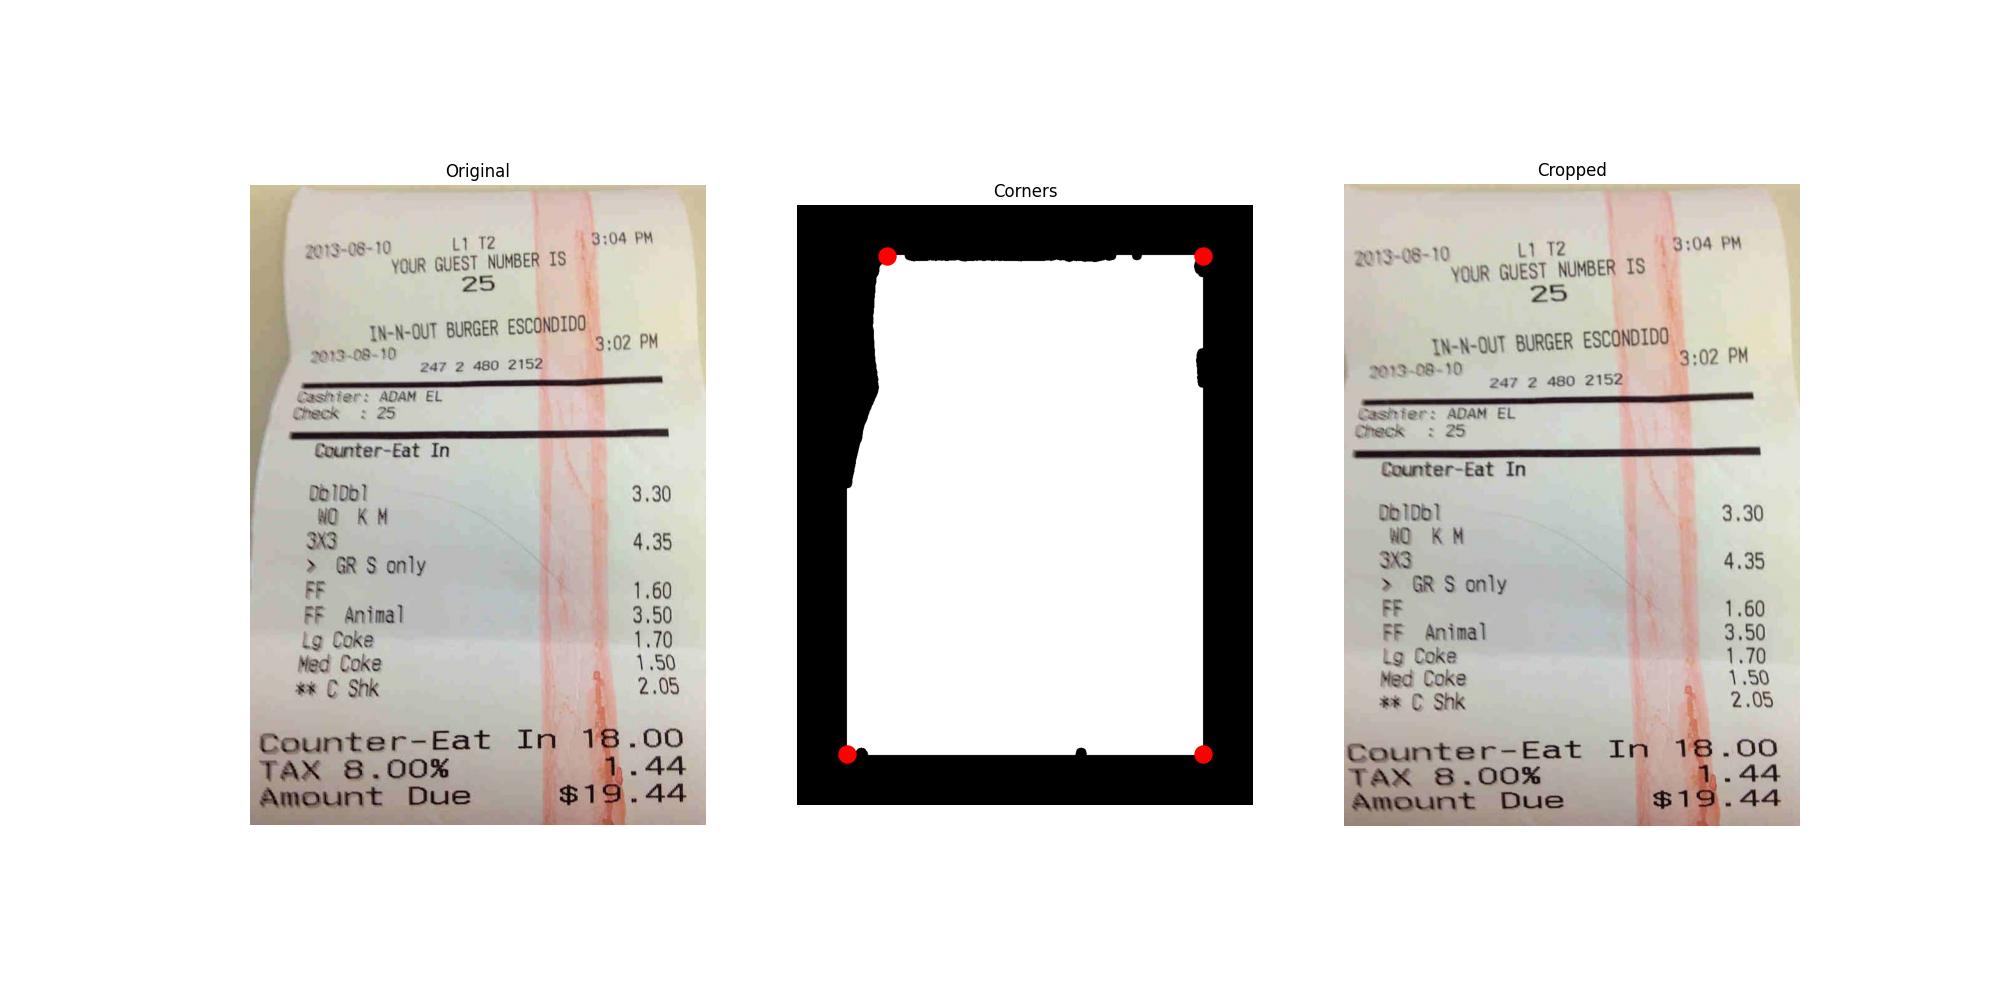 Original
2013-08-10 L1 T2 3:04 PM
YOUR GUEST NUMBER IS
25
IN-N-OUT BURGER ESCONDIDO
2013-08-10 3:02 PM
247 2 480 2152
Cashier: ADAM EL
Check : 25
Counter-Eat In
DblDbl 3.30
WO K M
3X3 4.35
> GR S only
FF 1.60
FF Animal 3.50
Lg Coke 1.70
Med Coke 1.50
** C Shk 2.05
Counter-Eat In 18.00
TAX 8.00% 1.44
Amount Due $19.44
Corners
Cropped
2013-08-10 L1 T2 3:04 PM
YOUR GUEST NUMBER IS
25
IN-N-OUT BURGER ESCONDIDO
2013-08-10 3:02 PM
247 2 480 2152
Cashier: ADAM EL
Check : 25
Counter-Eat In
DblDbl 3.30
WO K M
3X3 4.35
> GR S only
FF 1.60
FF Animal 3.50
Lg Coke 1.70
Med Coke 1.50
** C Shk 2.05
Counter-Eat In 18.00
TAX 8.00% 1.44
Amount Due $19.44